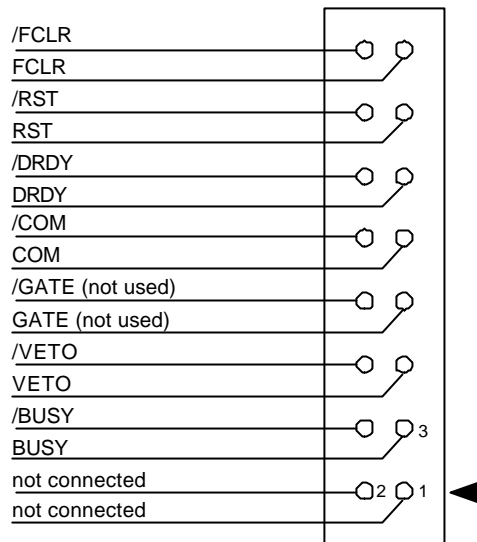 /FCLR
FCLR
/RST
RST
/DRDY
DRDY
/COM
COM
/GATE (not used)
GATE (not used)
/VETO
VETO
/BUSY
3
BUSY
not connected
2 1
not connected